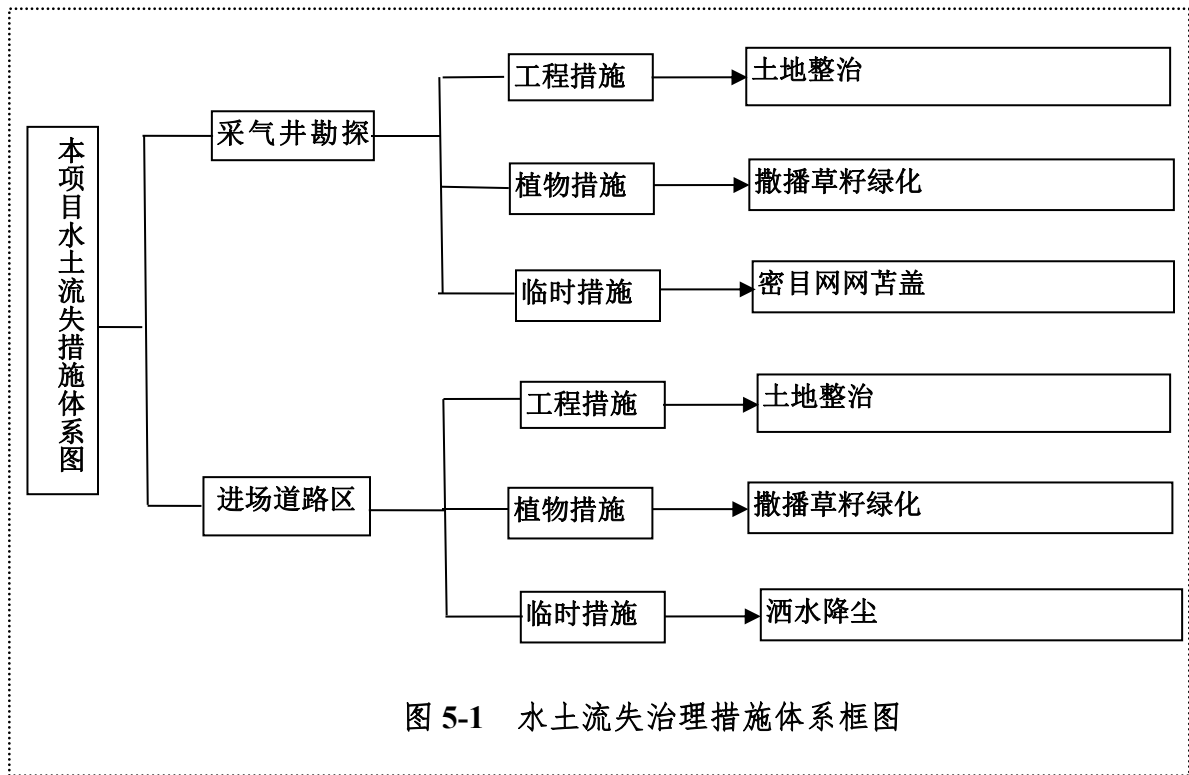 本项目水土流失措施体系图
采气井勘探
工程措施
土地整治
植物措施
撒播草籽绿化
临时措施
密目网网苫盖
进场道路区
工程措施
土地整治
植物措施
撒播草籽绿化
临时措施
洒水降尘
图 5-1 水土流失治理措施体系框图